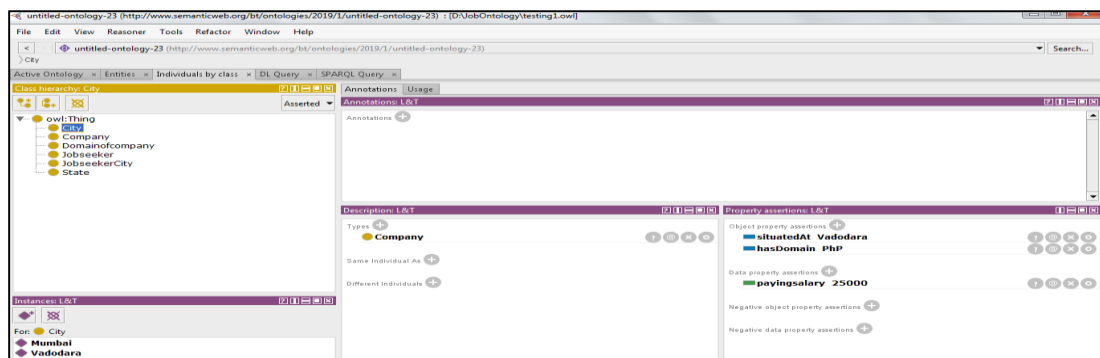 untitled-ontology-23 (http://www.semanticweb.org/bt/ontologies/2019/1/untitled-ontology-23) : [D:\JobOntology\testing1.owl]
File Edit View Reasoner Tools Refactor Window Help
< > untitled-ontology-23 (http://www.semanticweb.org/bt/ontologies/2019/1/untitled-ontology-23) Search...
City
Active Ontology × Entities × Individuals by class × DL Query × SPARQL Query ×
Class hierarchy: City
Asserted
owl:Thing
City
Company
Domainofcompany
Jobseeker
JobseekerCity
State
Instances: L&T
For: City
Mumbai
Vadodara
Annotations Usage
Annotations: L&T
Annotations
Description: L&T
Types
Company
Same Individual As
Different Individuals
Property assertions: L&T
Object property assertions
situatedAt Vadodara
hasDomain PhP
Data property assertions
payingsalary 25000
Negative object property assertions
Negative data property assertions